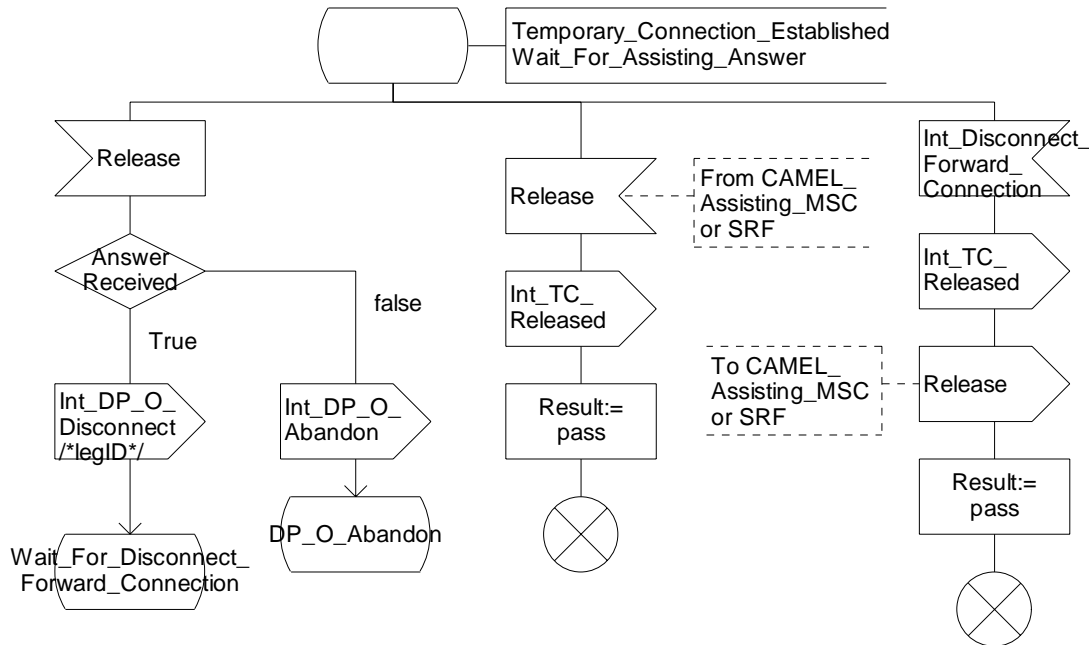 Temporary_Connection_Established
Wait_For_Assisting_Answer
Release
Answer
Received
True
false
Int_DP_O_
Disconnect
/*legID*/
Wait_For_Disconnect_
Forward_Connection
Int_DP_O_
Abandon
DP_O_Abandon
Release
From CAMEL_
Assisting_MSC
or SRF
Int_TC_
Released
Result:=
pass
Int_Disconnect_
Forward_
Connection
Int_TC_
Released
To CAMEL_
Assisting_MSC
or SRF
Release
Result:=
pass